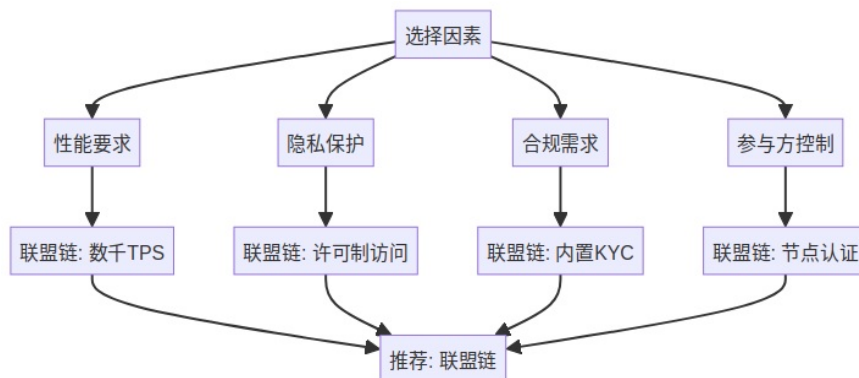 选择因素
性能要求
隐私保护
合规需求
参与方控制
联盟链: 数千TPS
联盟链: 许可制访问
联盟链: 内置KYC
联盟链: 节点认证
推荐: 联盟链